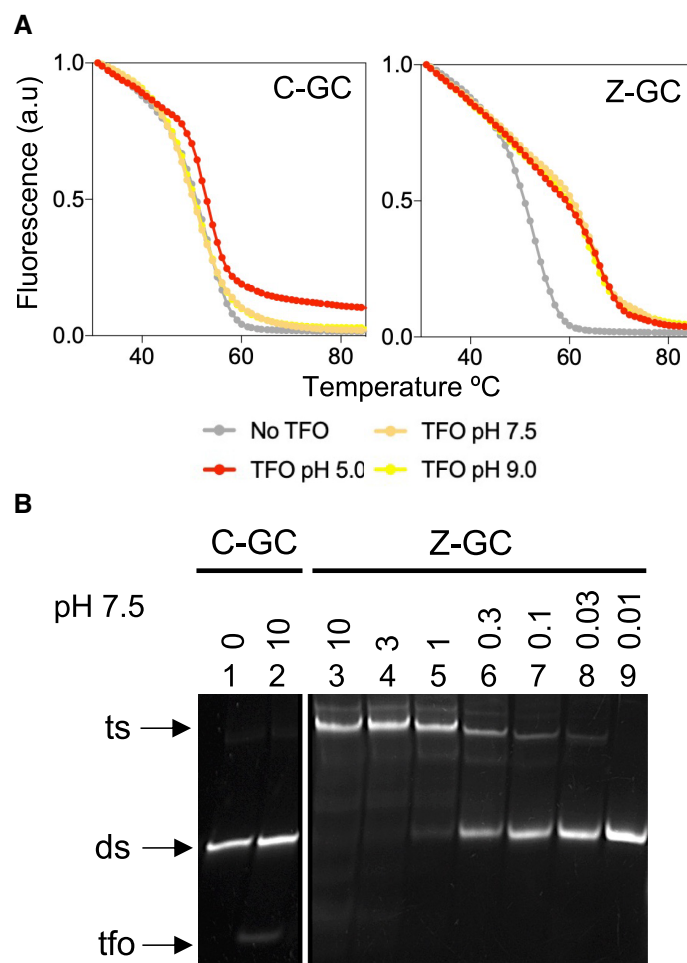 A
C-GC
Z-GC
Fluorescence (a.u)
1.0
0.5
0.0
40
60
80
1.0
0.5
0.0
40
60
80
Temperature ºC
No TFO
TFO pH 7.5
TFO pH 5.0
TFO pH 9.0
B
C-GC
Z-GC
pH 7.5
0 10 10 3 1 0.3 0.1 0.03 0.01
1 2 3 4 5 6 7 8 9
ts
ds
tfo